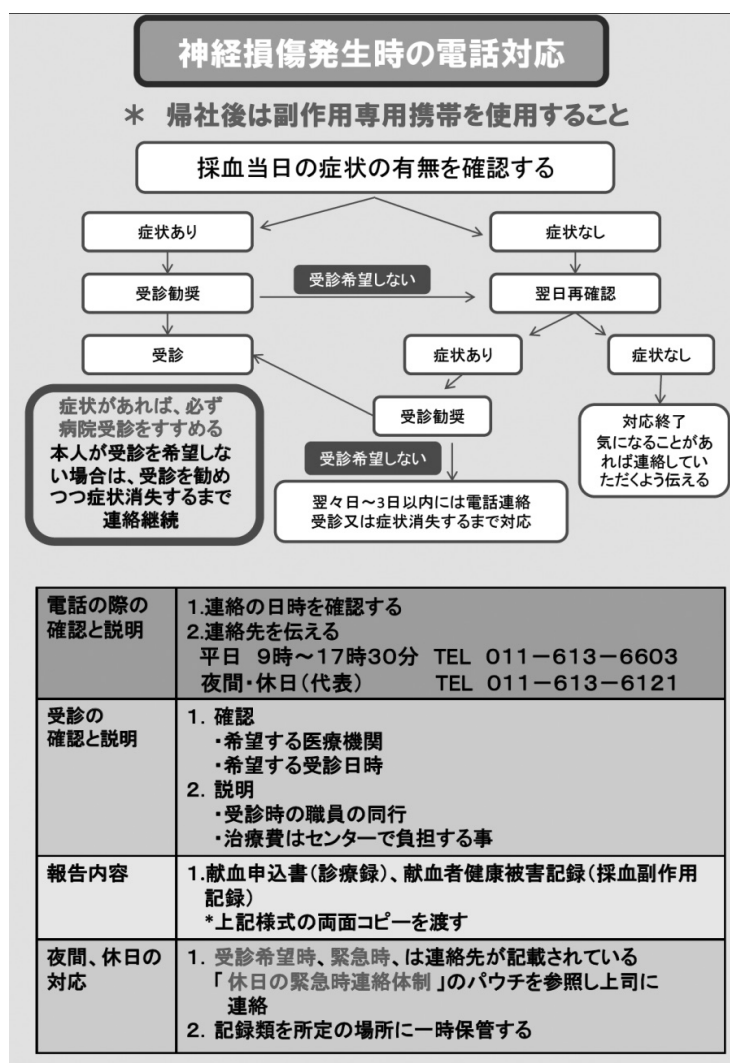 神経損傷発生時の電話対応
＊　帰社後は副作用専用携帯を使用すること
採血当日の症状の有無を確認する
症状あり
症状なし
受診勧奨
受診希望しない
翌日再確認
受診
症状あり
症状なし
受診勧奨
受診希望しない
対応終了
気になることがあ
れば連絡してい
ただくよう伝える
症状があれば、必ず
病院受診をすすめる
本人が受診を希望しな
い場合は、受診を勧め
つつ症状消失するまで
連絡継続
翌々日～3日以内には電話連絡
受診又は症状消失するまで対応
電話の際の
確認と説明
1.連絡の日時を確認する
2.連絡先を伝える
平日　9時～17時30分　TEL　011－613－6603
夜間・休日（代表）　TEL　011－613－6121
受診の
確認と説明
1．確認
・希望する医療機関
・希望する受診日時
2．説明
・受診時の職員の同行
・治療費はセンターで負担する事
報告内容
1.献血申込書（診療録）、献血者健康被害記録（採血副作用
記録）
*上記様式の両面コピーを渡す
夜間、休日の
対応
1．受診希望時、緊急時、は連絡先が記載されている
「休日の緊急時連絡体制」のパウチを参照し上司に
連絡
2．記録類を所定の場所に一時保管する